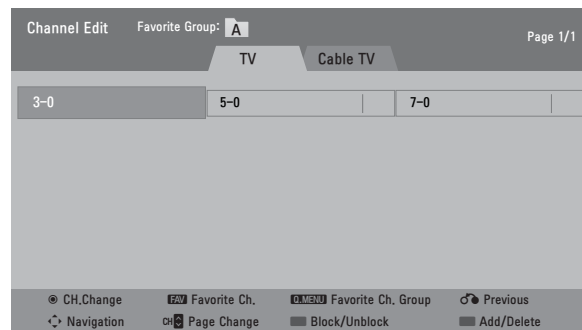 Channel Edit Favorite Group: A Page 1/1
TV Cable TV
3-0 5-0 7-0
CH.Change FAV Favorite Ch. Q.MENU Favorite Ch. Group Previous
Navigation CH Page Change Block/Unblock Add/Delete